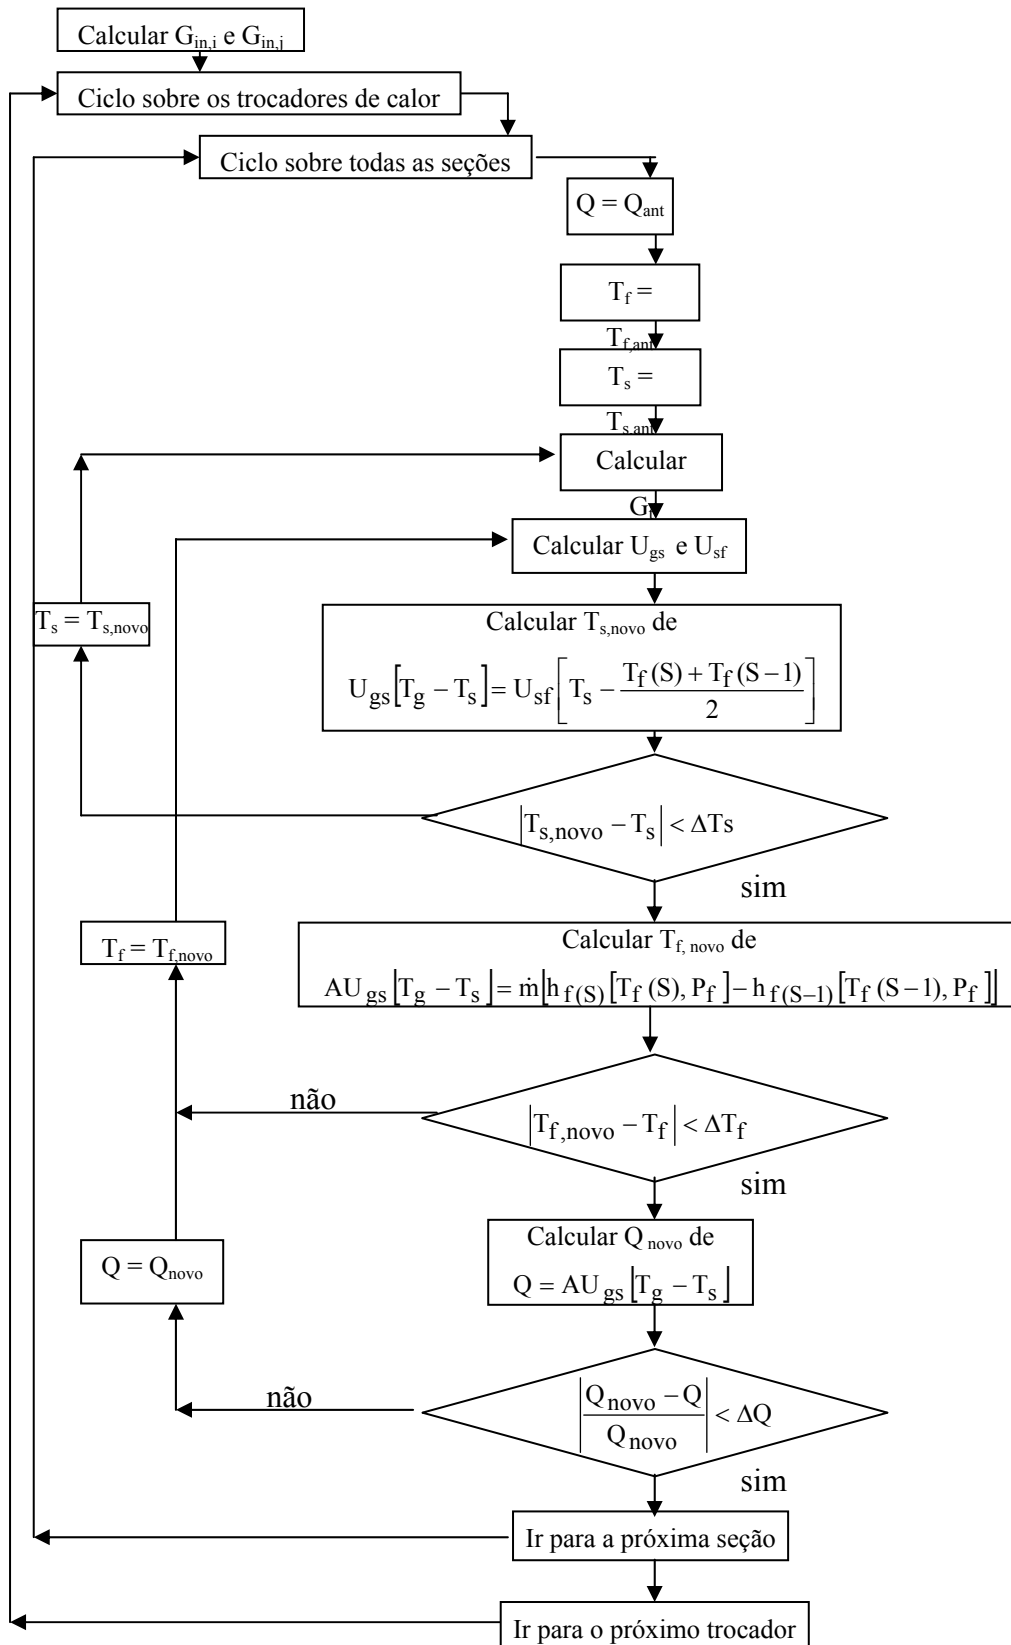 Calcular G_in,i e G_in,j
Ciclo sobre os trocadores de calor
Ciclo sobre todas as seções
Q = Q_ant
T_f =
T_f,ant
T_s =
T_s,ant
Calcular
Calcular U_gs e U_sf
T_s = T_s,novo
Calcular T_s,novo de
U_gs[T_g − T_s] = U_sf[T_s − (T_f(S) + T_f(S−1))/2]
|T_s,novo − T_s| < ΔTs
sim
T_f = T_f,novo
Calcular T_f, novo de
AU_gs[T_g − T_s] = ṁ[h_f(S)[T_f(S), P_f] − h_f(S−1)[T_f(S−1), P_f]]
não
|T_f,novo − T_f| < ΔT_f
sim
Q = Q_novo
Calcular Q_novo de
Q = AU_gs[T_g − T_s]
não
|(Q_novo − Q)/Q_novo| < ΔQ
sim
Ir para a próxima seção
Ir para o próximo trocador